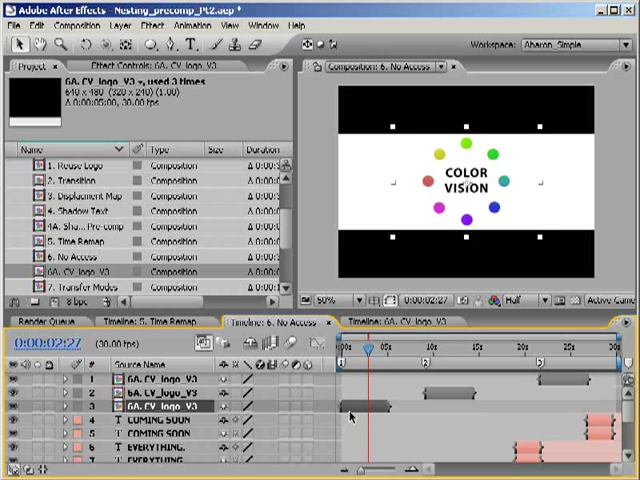 Adobe After Effects - Nesting_precomp_Pt2.aep *
File Edit Composition Layer Effect Animation View Window Help
Workspace: Aharon_Simple
Project × Effect Controls: 6A. CV_logo_V3
Composition: 6. No Access
6A. CV_logo_V3, used 3 times
640 x 480 (320 x 240) (1.00)
Δ 0:00:05:00, 30.00 fps
Name Type Size Duration
1. Reuse Logo Composition
2. Transition Composition
3. Displacment Map Composition
4. Shadow Text Composition
4A. Sha... Pre-comp Composition
5. Time Remap Composition
6. No Access Composition
6A. CV_logo_V3 Composition
7. Transfer Modes Composition
8 bpc
COLOR
VISION
50% 0:00:02:27 Half Active Came
Render Queue Timeline: 5. Time Remap Timeline: 6. No Access × Timeline: 6A. CV_logo_V3
0:00:02:27 (30.00 fps)
05s 10s 15s 20s 25s 30s
# Source Name
1 6A. CV_logo_V3
2 6A. CV_logo_V3
3 6A. CV_logo_V3
4 T COMING SOON
5 T COMING SOON
6 T EVERYTHING.
7 T EVERYTHING